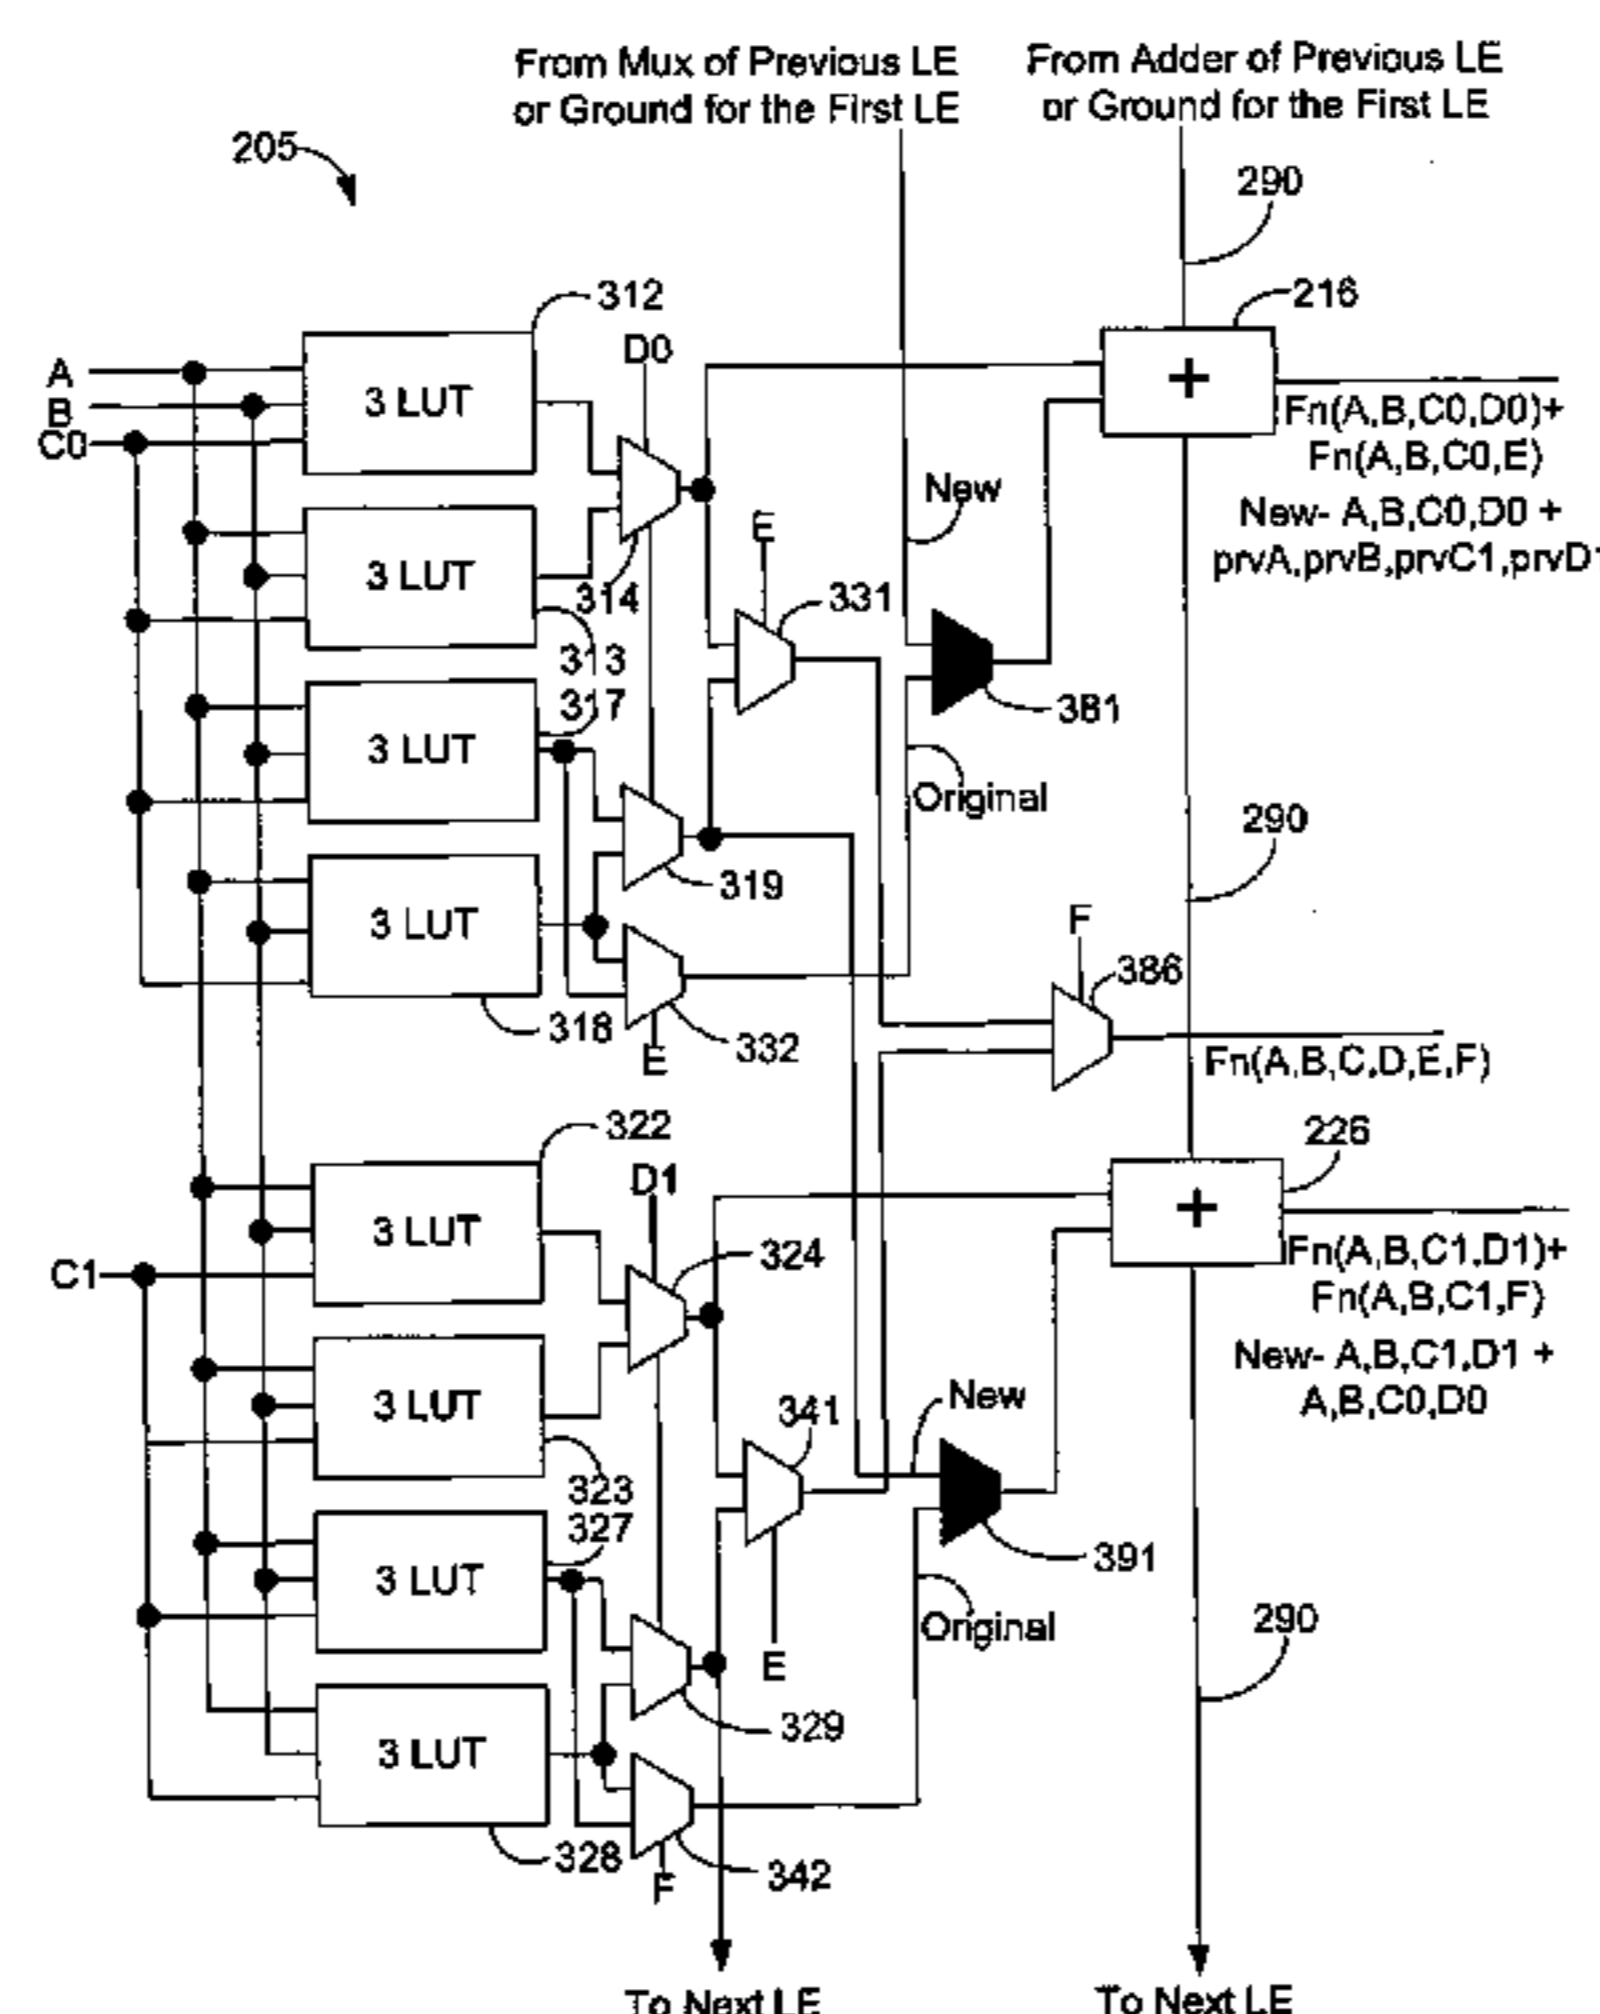 From Mux of Previous LE
or Ground for the First LE
From Adder of Previous LE
or Ground for the First LE
205
290
312
216
D0
A
B
C0
3 LUT
+
Fn(A,B,C0,D0)+
Fn(A,B,C0,E)
New
New- A,B,C0,D0 +
prvA,prvB,prvC1,prvD1
E
3 LUT
314
331
313
317
381
3 LUT
Original
290
319
3 LUT
F
386
318
332
E
Fn(A,B,C,D,E,F)
322
226
D1
3 LUT
+
324
Fn(A,B,C1,D1)+
Fn(A,B,C1,F)
C1
New- A,B,C1,D1 +
A,B,C0,D0
3 LUT
New
341
323
327
391
3 LUT
Original
290
E
329
3 LUT
328
342
F
To Next LE
To Next LE